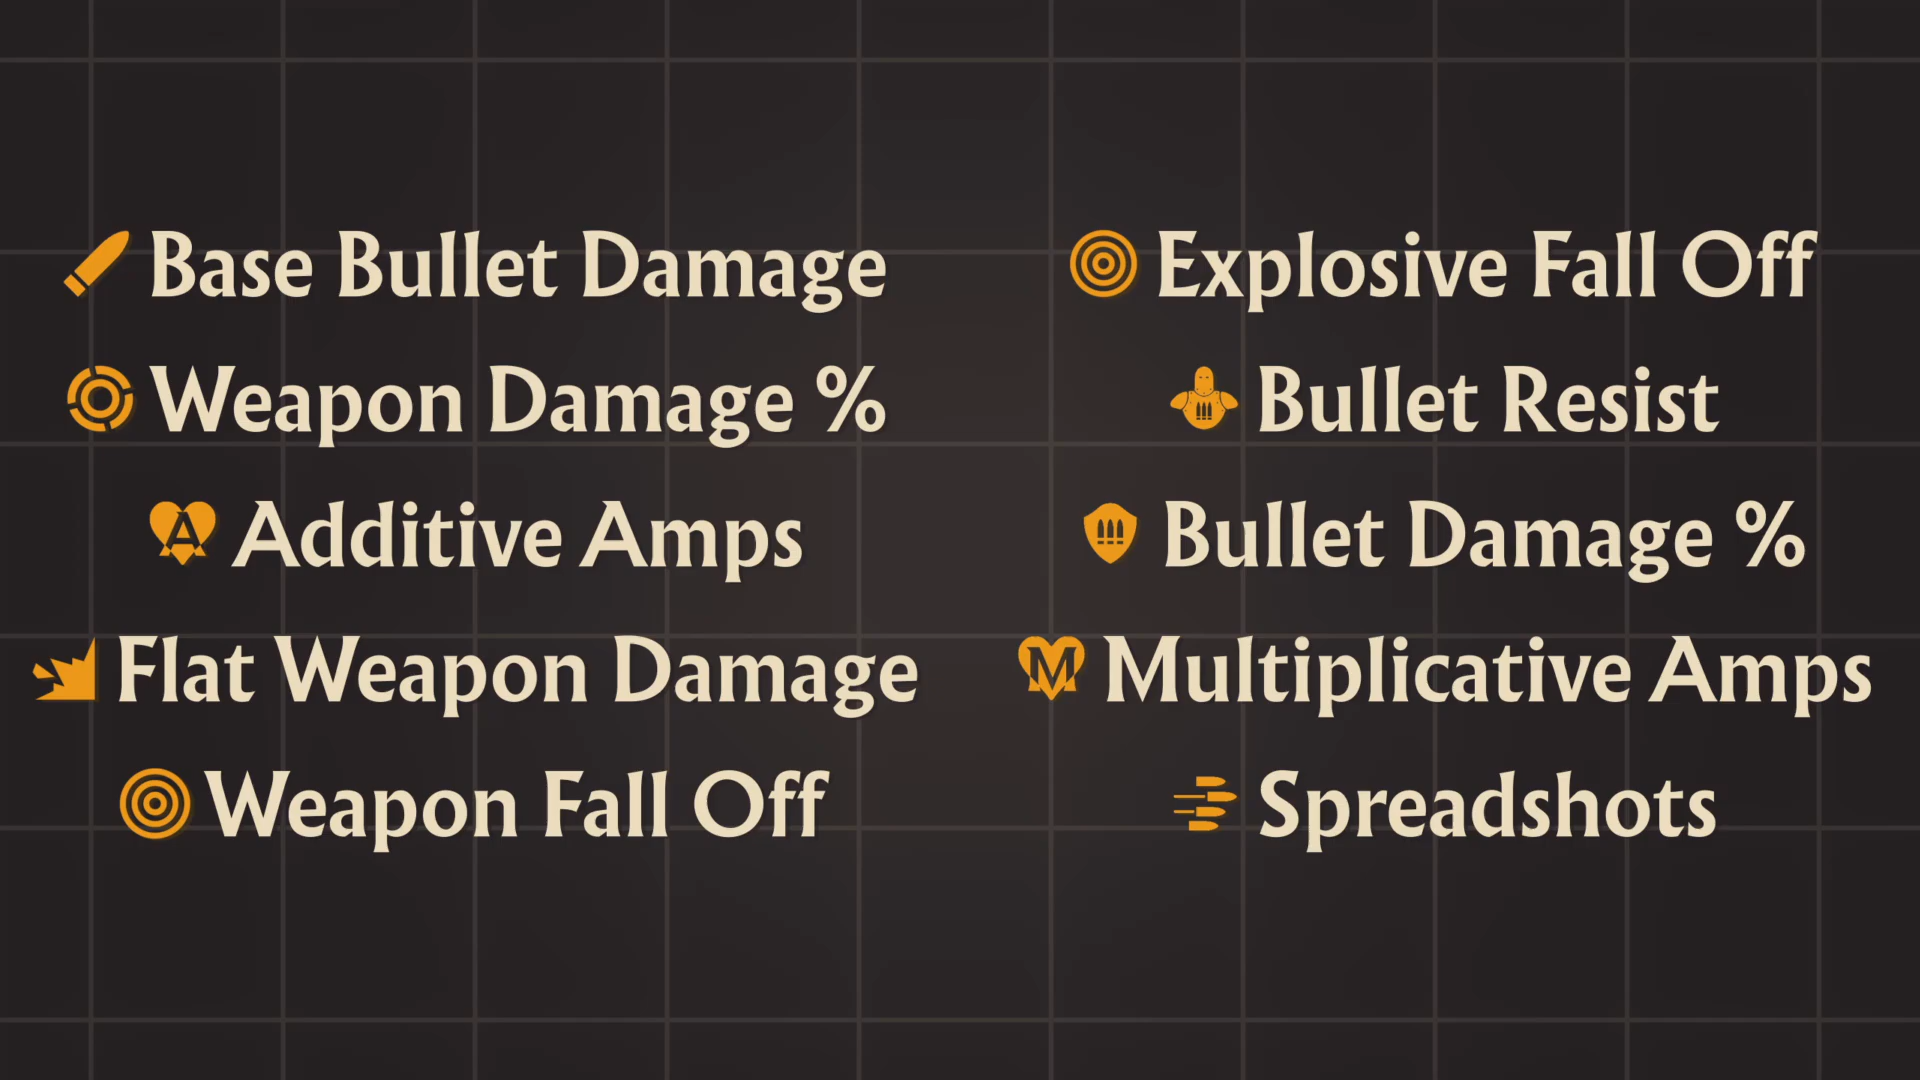 Base Bullet Damage
Weapon Damage %
Additive Amps
Flat Weapon Damage
Weapon Fall Off
Explosive Fall Off
Bullet Resist
Bullet Damage %
Multiplicative Amps
Spreadshots